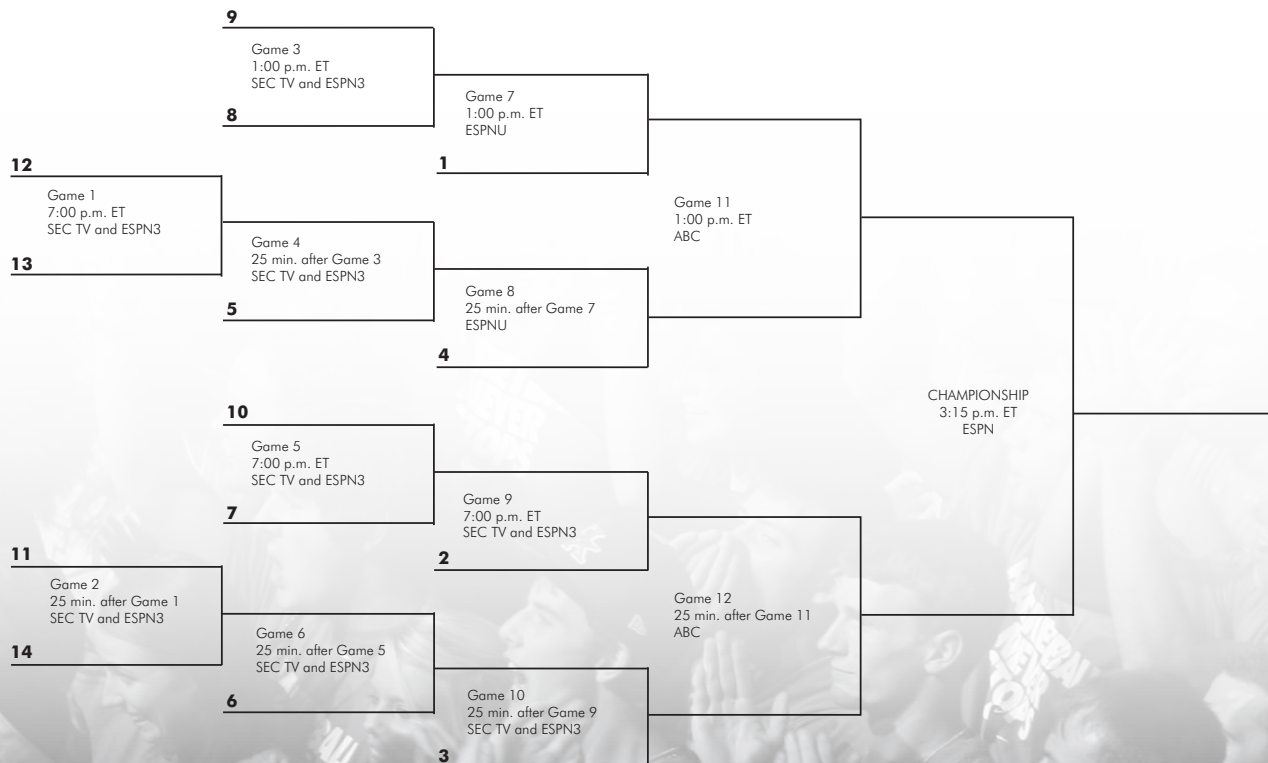 9
Game 3
1:00 p.m. ET
SEC TV and ESPN3
8
Game 7
1:00 p.m. ET
ESPNU
1
12
Game 1
7:00 p.m. ET
SEC TV and ESPN3
13
Game 4
25 min. after Game 3
SEC TV and ESPN3
5
Game 8
25 min. after Game 7
ESPNU
4
Game 11
1:00 p.m. ET
ABC
10
Game 5
7:00 p.m. ET
SEC TV and ESPN3
7
Game 9
7:00 p.m. ET
SEC TV and ESPN3
2
11
Game 2
25 min. after Game 1
SEC TV and ESPN3
14
Game 6
25 min. after Game 5
SEC TV and ESPN3
6
Game 10
25 min. after Game 9
SEC TV and ESPN3
3
Game 12
25 min. after Game 11
ABC
CHAMPIONSHIP
3:15 p.m. ET
ESPN